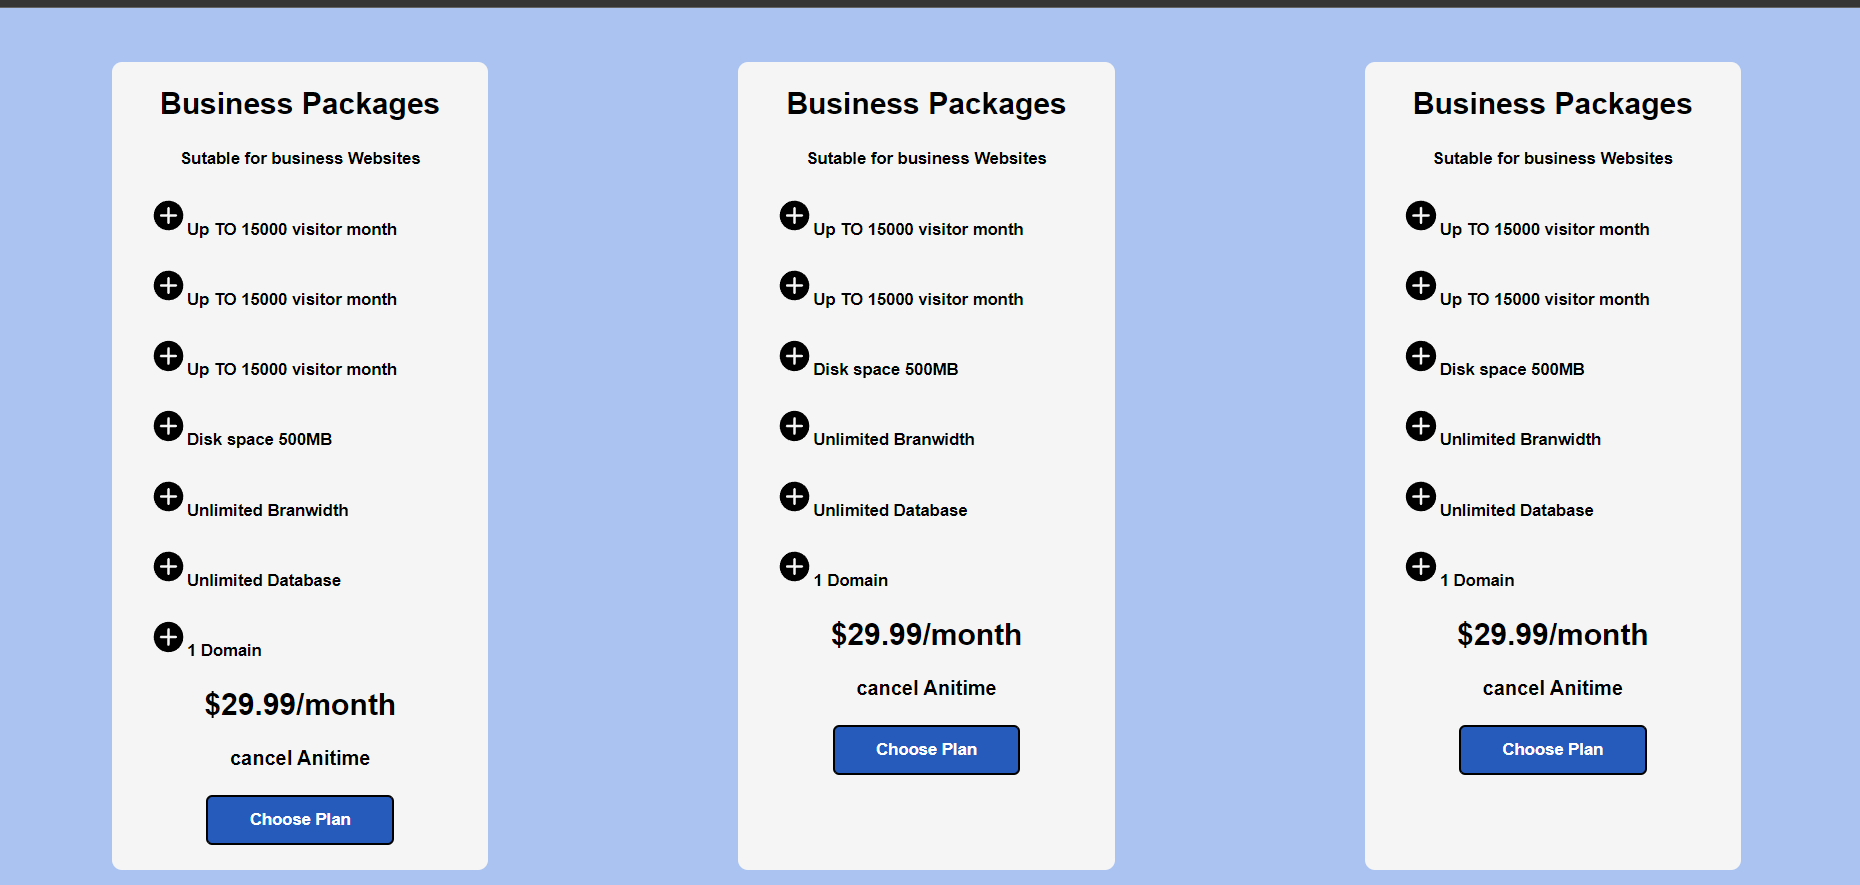 Business Packages
Sutable for business Websites
Up TO 15000 visitor month
Up TO 15000 visitor month
Up TO 15000 visitor month
Disk space 500MB
Unlimited Branwidth
Unlimited Database
1 Domain
$29.99/month
cancel Anitime
Choose Plan
Business Packages
Sutable for business Websites
Up TO 15000 visitor month
Up TO 15000 visitor month
Disk space 500MB
Unlimited Branwidth
Unlimited Database
1 Domain
$29.99/month
cancel Anitime
Choose Plan
Business Packages
Sutable for business Websites
Up TO 15000 visitor month
Up TO 15000 visitor month
Disk space 500MB
Unlimited Branwidth
Unlimited Database
1 Domain
$29.99/month
cancel Anitime
Choose Plan